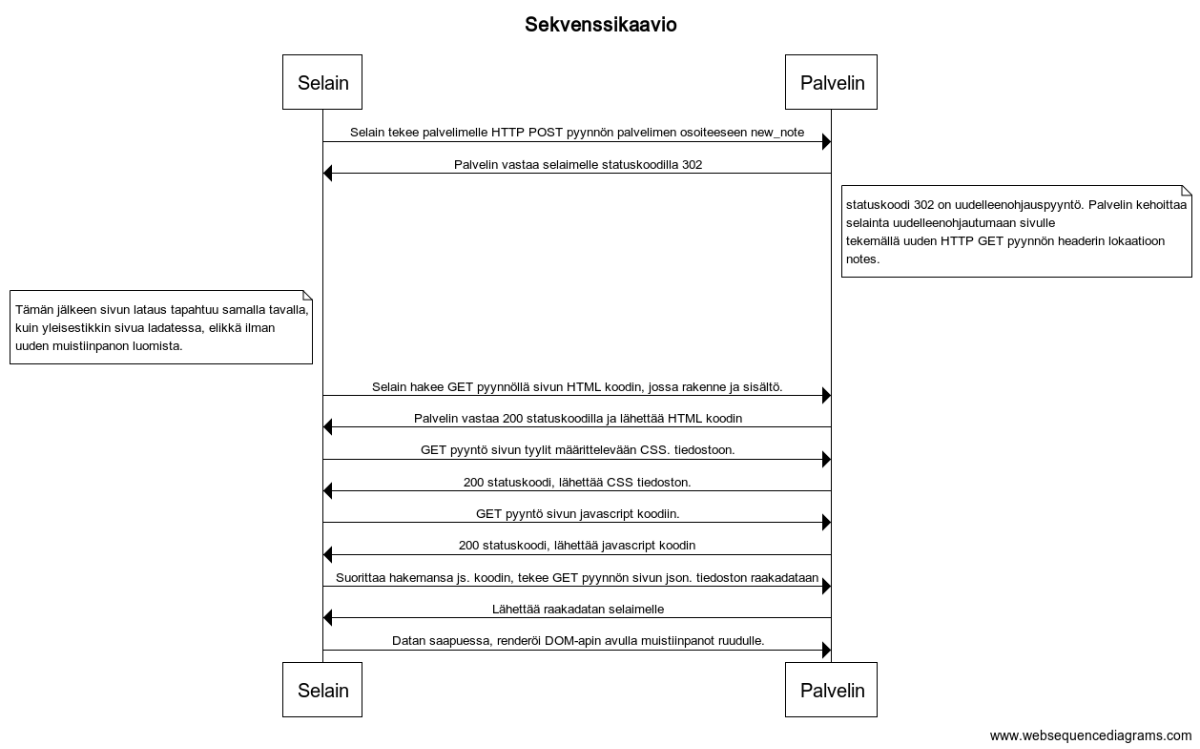 Sekvenssikaavio
Selain
Palvelin
Selain tekee palvelimelle HTTP POST pyynnön palvelimen osoiteeseen new_note
Palvelin vastaa selaimelle statuskoodilla 302
statuskoodi 302 on uudelleenohjauspyyntö. Palvelin kehoittaa
selainta uudelleenohjautumaan sivulle
tekemällä uuden HTTP GET pyynnön headerin lokaatioon
notes.
Tämän jälkeen sivun lataus tapahtuu samalla tavalla,
kuin yleisestikkin sivua ladatessa, elikkä ilman
uuden muistiinpanon luomista.
Selain hakee GET pyynnöllä sivun HTML koodin, jossa rakenne ja sisältö.
Palvelin vastaa 200 statuskoodilla ja lähettää HTML koodin
GET pyyntö sivun tyylit määrittelevään CSS. tiedostoon.
200 statuskoodi, lähettää CSS tiedoston.
GET pyyntö sivun javascript koodiin.
200 statuskoodi, lähettää javascript koodin
Suorittaa hakemansa js. koodin, tekee GET pyynnön sivun json. tiedoston raakadataan
Lähettää raakadatan selaimelle
Datan saapuessa, renderöi DOM-apin avulla muistiinpanot ruudulle.
Selain
Palvelin
www.websequencediagrams.com